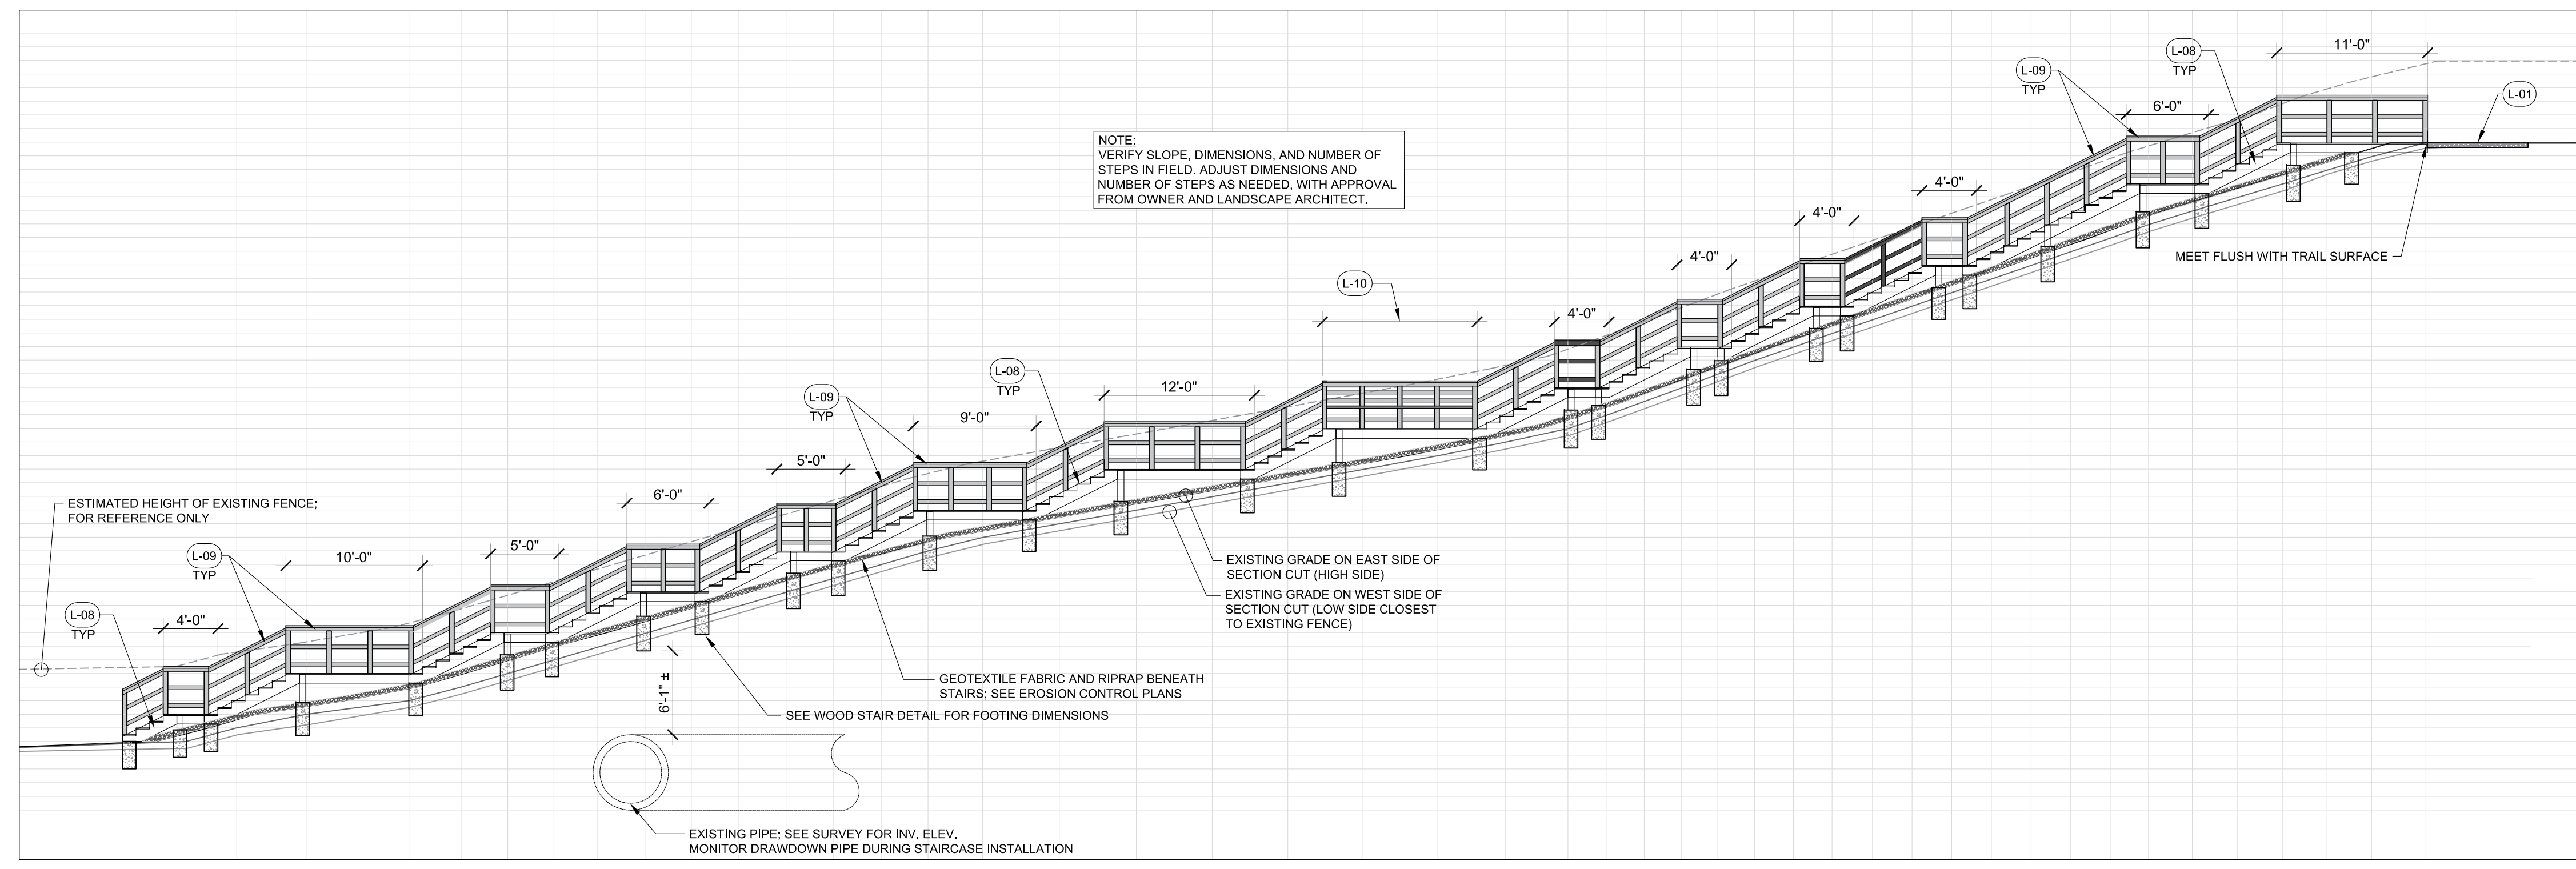 11'-0"
L-08
TYP
L-09
TYP
L-01
6'-0"
NOTE:
VERIFY SLOPE, DIMENSIONS, AND NUMBER OF
STEPS IN FIELD. ADJUST DIMENSIONS AND
NUMBER OF STEPS AS NEEDED, WITH APPROVAL
FROM OWNER AND LANDSCAPE ARCHITECT.
4'-0"
4'-0"
4'-0"
MEET FLUSH WITH TRAIL SURFACE
L-10
4'-0"
L-08
TYP
12'-0"
L-09
TYP
9'-0"
5'-0"
6'-0"
ESTIMATED HEIGHT OF EXISTING FENCE;
FOR REFERENCE ONLY
L-09
TYP
10'-0"
5'-0"
EXISTING GRADE ON EAST SIDE OF
SECTION CUT (HIGH SIDE)
EXISTING GRADE ON WEST SIDE OF
SECTION CUT (LOW SIDE CLOSEST
TO EXISTING FENCE)
L-08
TYP
4'-0"
6'-1" ±
GEOTEXTILE FABRIC AND RIPRAP BENEATH
STAIRS; SEE EROSION CONTROL PLANS
SEE WOOD STAIR DETAIL FOR FOOTING DIMENSIONS
EXISTING PIPE; SEE SURVEY FOR INV. ELEV.
MONITOR DRAWDOWN PIPE DURING STAIRCASE INSTALLATION